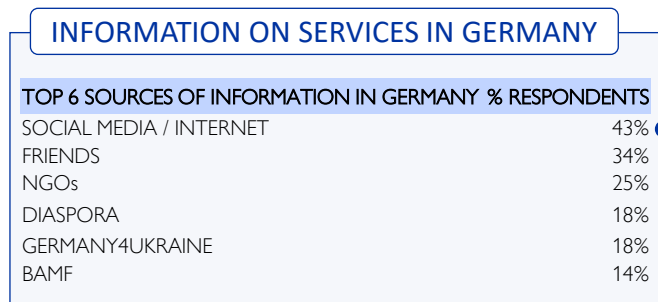 INFORMATION ON SERVICES IN GERMANY
TOP 6 SOURCES OF INFORMATION IN GERMANY % RESPONDENTS
SOCIAL MEDIA / INTERNET 43%
FRIENDS 34%
NGOs 25%
DIASPORA 18%
GERMANY4UKRAINE 18%
BAMF 14%